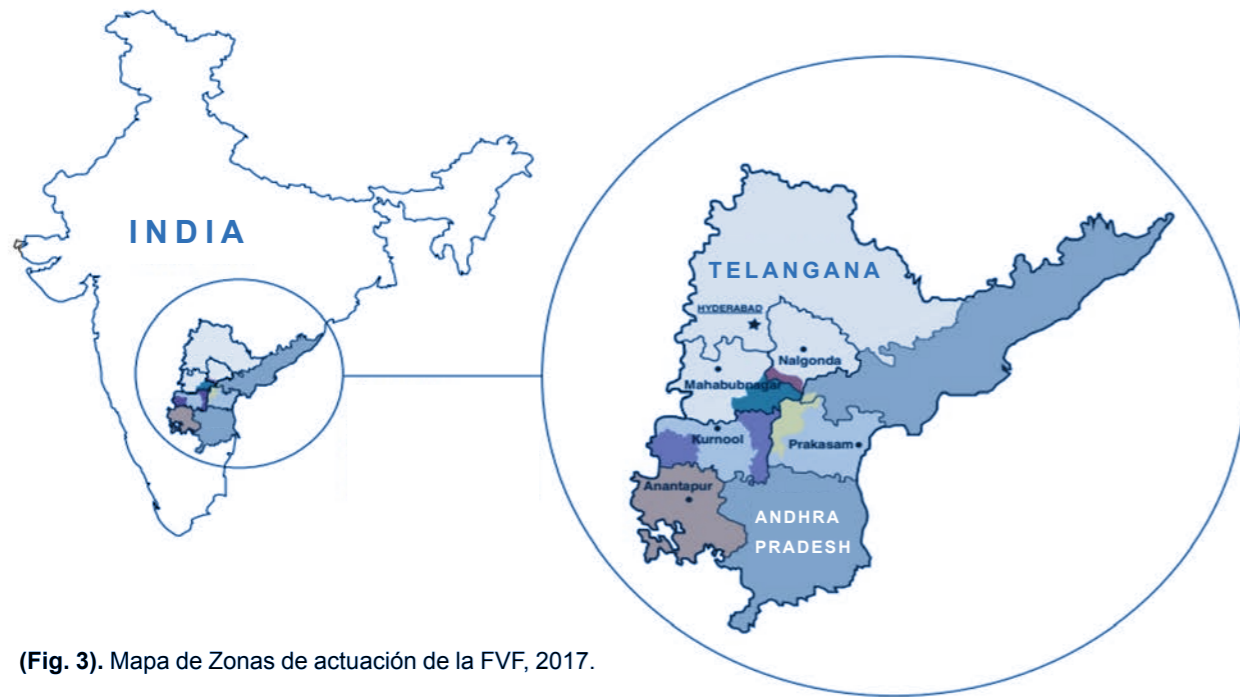 INDIA
TELANGANA
HYDERABAD
Nalgonda
Mahabubnagar
Kurnool
Prakasam
Anantapur
ANDHRA
PRADESH
(Fig. 3). Mapa de Zonas de actuación de la FVF, 2017.